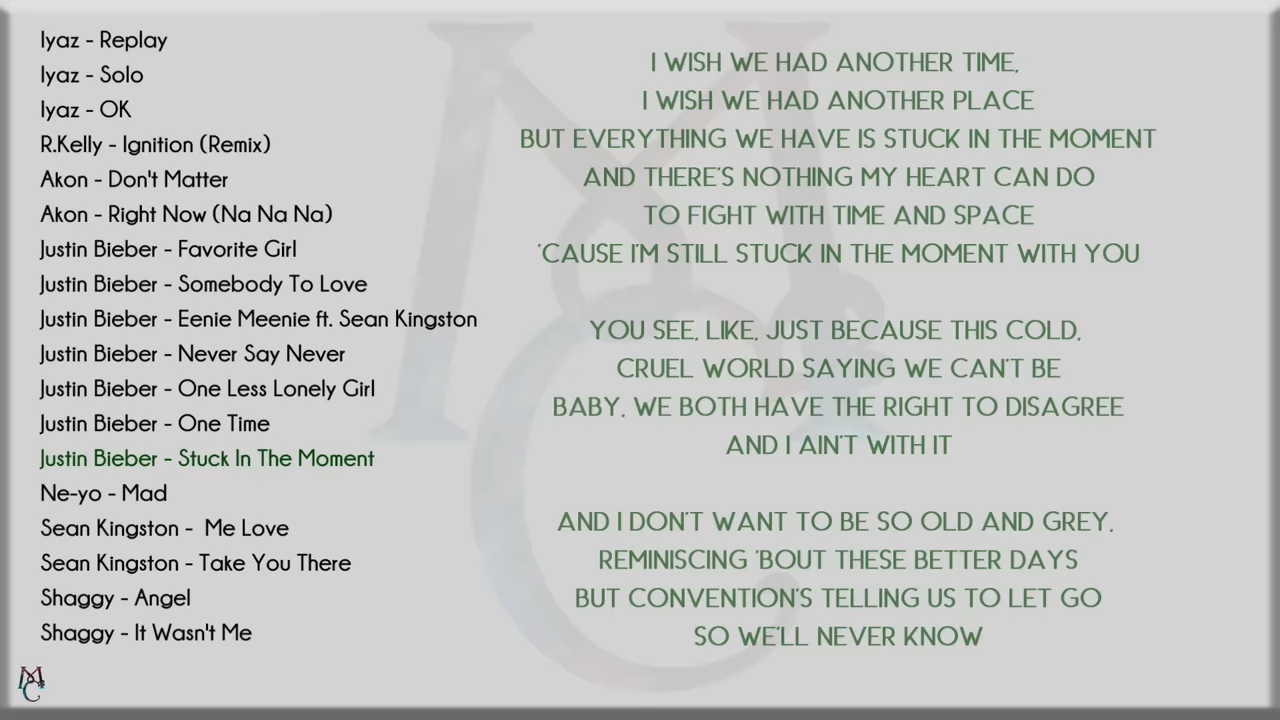 Iyaz - Replay
Iyaz - Solo
Iyaz - OK
R.Kelly - Ignition (Remix)
Akon - Don't Matter
Akon - Right Now (Na Na Na)
Justin Bieber - Favorite Girl
Justin Bieber - Somebody To Love
Justin Bieber - Eenie Meenie ft. Sean Kingston
Justin Bieber - Never Say Never
Justin Bieber - One Less Lonely Girl
Justin Bieber - One Time
Justin Bieber - Stuck In The Moment
Ne-yo - Mad
Sean Kingston -  Me Love
Sean Kingston - Take You There
Shaggy - Angel
Shaggy - It Wasn't Me
I WISH WE HAD ANOTHER TIME,
I WISH WE HAD ANOTHER PLACE
BUT EVERYTHING WE HAVE IS STUCK IN THE MOMENT
AND THERE'S NOTHING MY HEART CAN DO
TO FIGHT WITH TIME AND SPACE
'CAUSE I'M STILL STUCK IN THE MOMENT WITH YOU
YOU SEE, LIKE, JUST BECAUSE THIS COLD,
CRUEL WORLD SAYING WE CAN'T BE
BABY, WE BOTH HAVE THE RIGHT TO DISAGREE
AND I AIN'T WITH IT
AND I DON'T WANT TO BE SO OLD AND GREY,
REMINISCING 'BOUT THESE BETTER DAYS
BUT CONVENTION'S TELLING US TO LET GO
SO WE'LL NEVER KNOW
MC